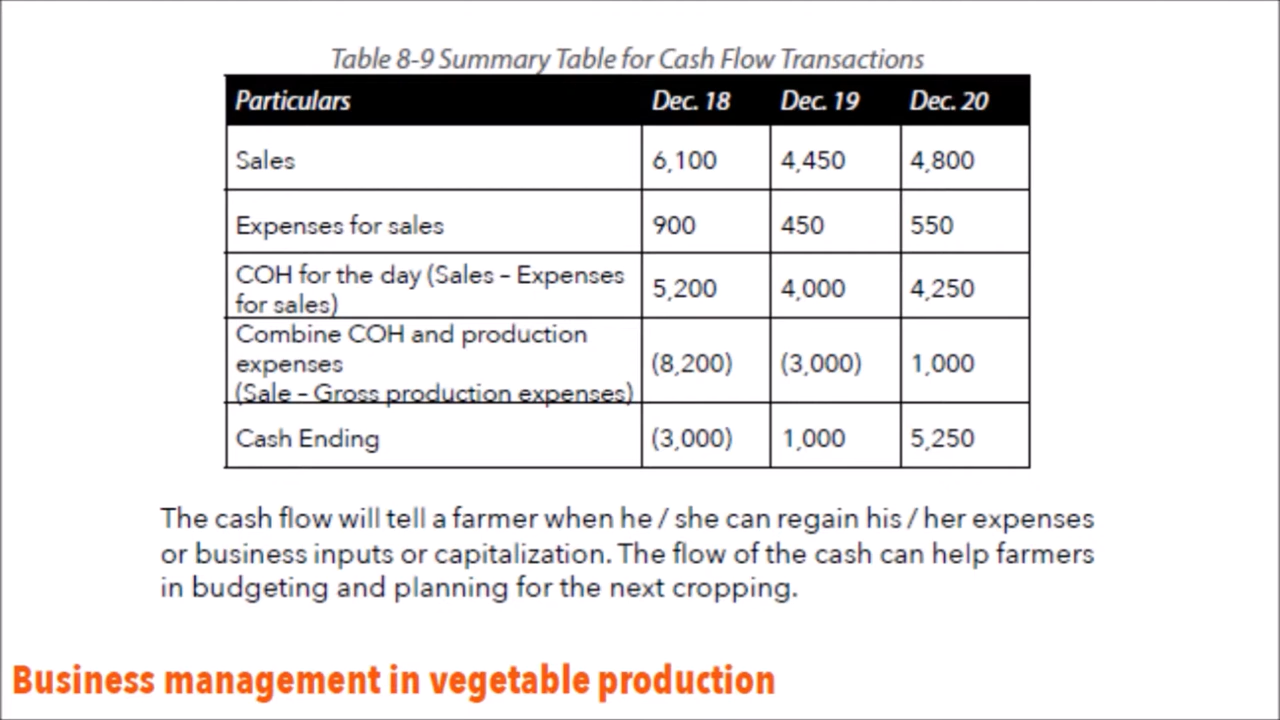 Table 8-9 Summary Table for Cash Flow Transactions
Particulars Dec. 18 Dec. 19 Dec. 20
Sales 6,100 4,450 4,800
Expenses for sales 900 450 550
COH for the day (Sales – Expenses
for sales) 5,200 4,000 4,250
Combine COH and production
expenses (8,200) (3,000) 1,000
(Sale – Gross production expenses)
Cash Ending (3,000) 1,000 5,250
The cash flow will tell a farmer when he / she can regain his / her expenses
or business inputs or capitalization. The flow of the cash can help farmers
in budgeting and planning for the next cropping.
Business management in vegetable production